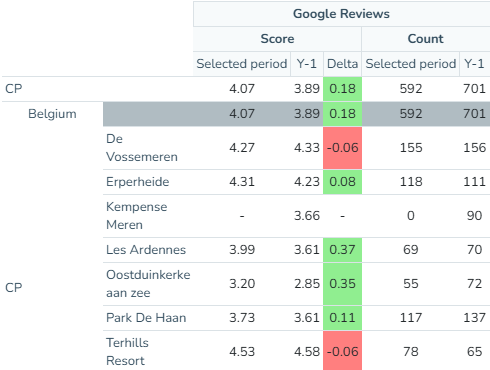 Google Reviews
Score Count
Selected period Y-1 Delta Selected period Y-1
CP 4.07 3.89 0.18 592 701
Belgium 4.07 3.89 0.18 592 701
De
Vossemeren 4.27 4.33 -0.06 155 156
Erperheide 4.31 4.23 0.08 118 111
Kempense
Meren - 3.66 - 0 90
Les Ardennes 3.99 3.61 0.37 69 70
CP
Oostduinkerke
aan zee 3.20 2.85 0.35 55 72
Park De Haan 3.73 3.61 0.11 117 137
Terhills
Resort 4.53 4.58 -0.06 78 65